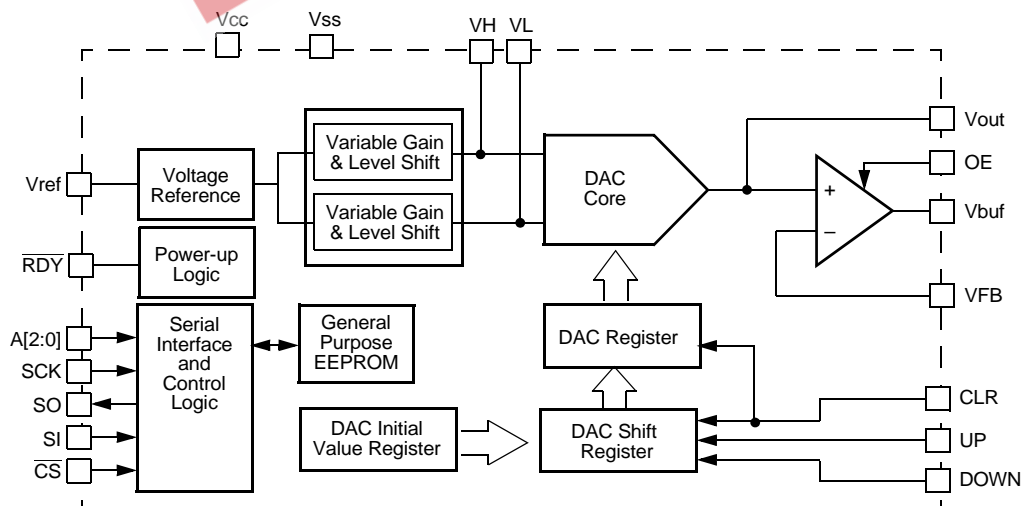 Vcc
Vss
VH
VL
Vout
Variable Gain
& Level Shift
DAC
Core
OE
Vref
Voltage
Reference
+
Variable Gain
& Level Shift
Vbuf
–
RDY
Power-up
Logic
VFB
A[2:0]
Serial
Interface
and
Control
Logic
General
Purpose
EEPROM
DAC Register
SCK
SO
CLR
SI
DAC Initial
Value Register
DAC Shift
Register
UP
CS
DOWN